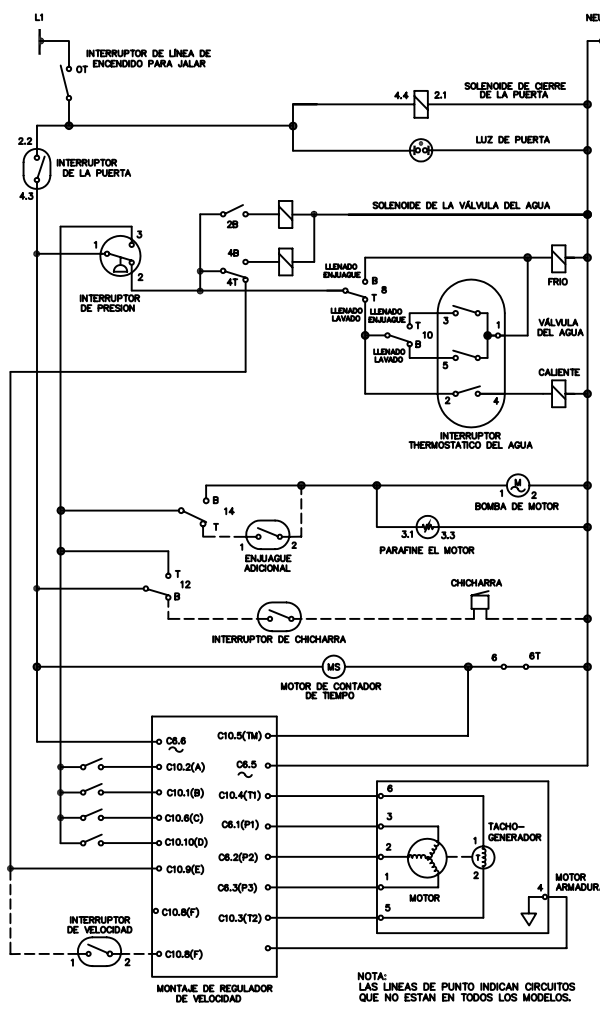 L1
NEU
INTERRUPTOR DE LÍNEA DE
ENCENDIDO PARA JALAR
OT
SOLENOIDE DE CIERRE
DE LA PUERTA
4.4
2.1
LUZ DE PUERTA
2.2
INTERRUPTOR
DE LA PUERTA
4.3
SOLENOIDE DE LA VÁLVULA DEL AGUA
2B
3
1
2
4B
4T
INTERRUPTOR
DE PRESION
LLENADO
ENJUAGUE
B
8
T
LLENADO
LAVADO
FRIO
LLENADO
ENJUAGUE
T
10
B
LLENADO
LAVADO
3
1
5
2
4
VÁLVULA
DEL AGUA
CALIENTE
INTERRUPTOR
THERMOSTATICO DEL AGUA
B
14
T
M
1
2
BOMBA DE MOTOR
1
2
ENJUAGUE
ADICIONAL
3.1
3.3
PARAFINE EL MOTOR
T
12
B
CHICHARRA
INTERRUPTOR DE CHICHARRA
MS
6
6T
MOTOR DE CONTADOR
DE TIEMPO
C6.6
C10.5(TM)
C10.2(A)
C6.5
C10.1(B)
C10.4(T1)
6
C10.6(C)
C6.1(P1)
3
TACHO-
GENERADOR
C10.10(D)
C6.2(P2)
2
1
T
2
C10.9(E)
C6.3(P3)
1
MOTOR
MOTOR
ARMADURA
4
C10.8(F)
C10.3(T2)
5
INTERRUPTOR
DE VELOCIDAD
1
2
C10.8(F)
MONTAJE DE REGULADOR
DE VELOCIDAD
NOTA:
LAS LINEAS DE PUNTO INDICAN CIRCUITOS
QUE NO ESTAN EN TODOS LOS MODELOS.